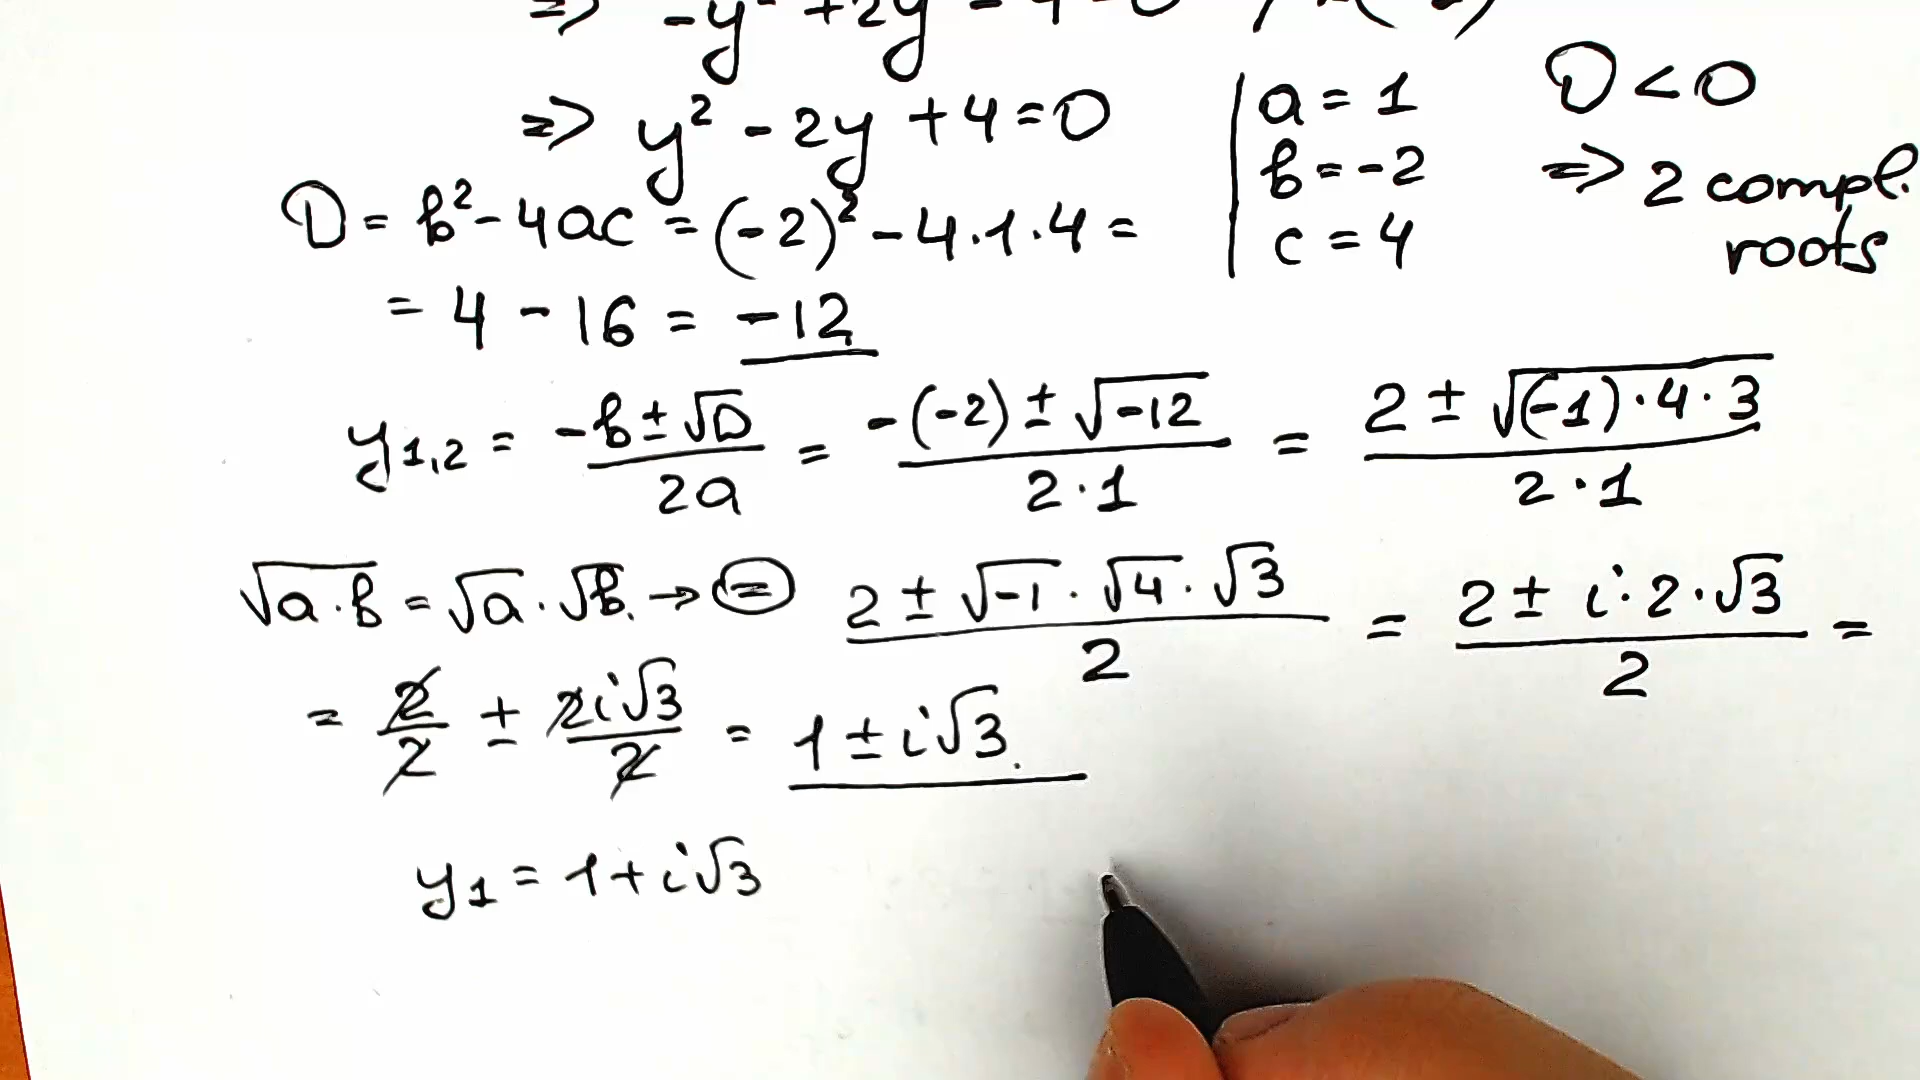 => y² - 2y + 4 = 0
D = b² - 4ac = (-2)² - 4·1·4 =
= 4 - 16 = -12
a = 1
b = -2
c = 4
D < 0
=> 2 compl.
roots
y1,2 = (-b ± √D)/(2a) = (-(-2) ± √(-12))/(2·1) = (2 ± √((-1)·4·3))/(2·1)
√(a·b) = √a · √b. → (=) (2 ± √-1 · √4 · √3)/2 = (2 ± i·2·√3)/2 =
= 2/2 ± 2i√3/2 = 1 ± i√3.
y1 = 1 + i√3